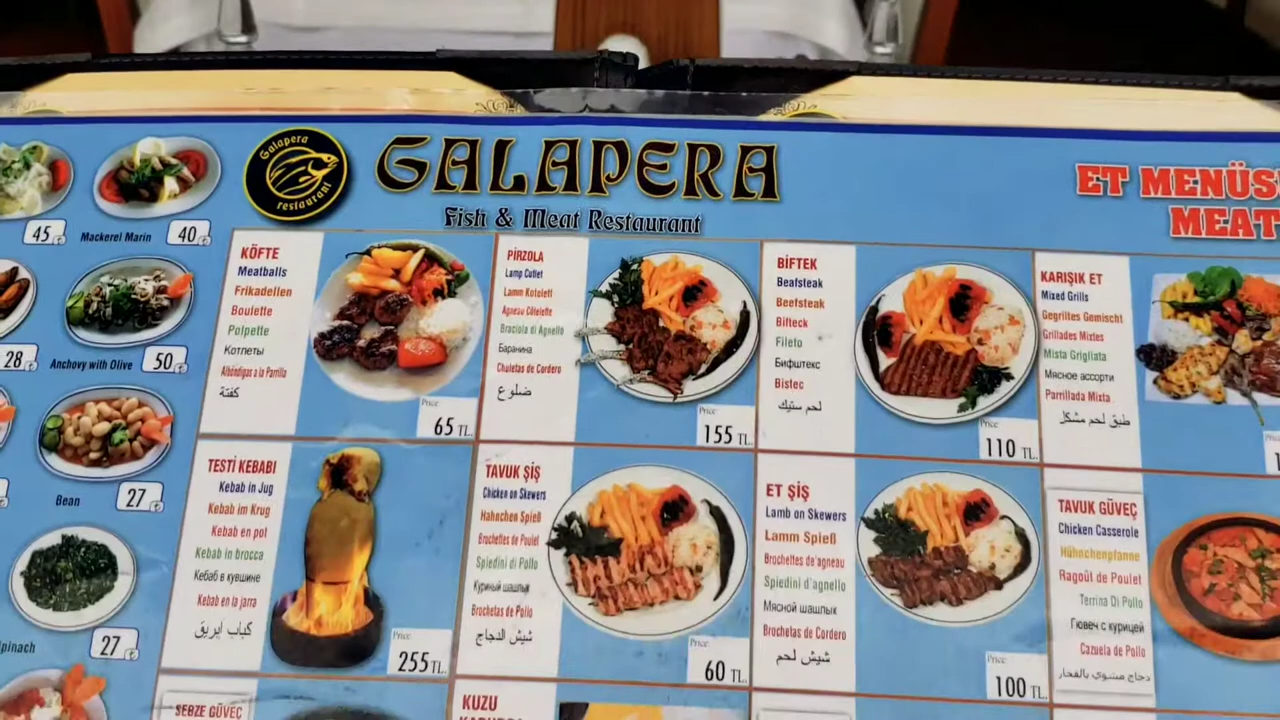 Galapera
restaurant
GALAPERA
Fish & Meat Restaurant
ET MENÜS
MEAT
45
Mackerel Marin
40
28
Anchovy with Olive
50
Bean
27
pinach
27
KÖFTE
Meatballs
Frikadellen
Boulette
Polpette
Котлеты
Albóndigas a la Parrilla
كفتة
Price:
65 TL.
PİRZOLA
Lamp Cutlet
Lamm Kotolett
Agneau Côtelette
Braciola di Agnello
Баранина
Chuletas de Cordero
ضلوع
Price:
155 TL.
BİFTEK
Beafsteak
Beefsteak
Bifteck
Fileto
Бифштекс
Bistec
لحم ستيك
Price:
110 TL.
KARIŞIK ET
Mixed Grills
Gegrilltes Gemischt
Grillades Mixtes
Mista Grigliata
Мясное ассорти
Parrillada Mixta
طبق لحم مشكل
TESTİ KEBABI
Kebab in Jug
Kebab im Krug
Kebab en pot
Kebab in brocca
Кебаб в кувшине
Kebab en la jarra
كباب ابريق
Price:
255 TL.
TAVUK ŞİŞ
Chicken on Skewers
Hahnchen Spieß
Brochettes de Poulet
Spiedini di Pollo
Куриный шашлык
Brochetas de Pollo
شيش الدجاج
Price:
60 TL.
ET ŞİŞ
Lamb on Skewers
Lamm Spieß
Brochettes de'agneau
Spiedini d'agnello
Мясной шашлык
Brochetas de Cordero
شيش لحم
Price:
100 TL.
TAVUK GÜVEÇ
Chicken Casserole
Hühnchenpfanne
Ragoût de Poulet
Terrina Di Pollo
Гювеч с курицей
Cazuela de Pollo
دجاج مشوي بالفخار
SEBZE GÜVEÇ
KUZU